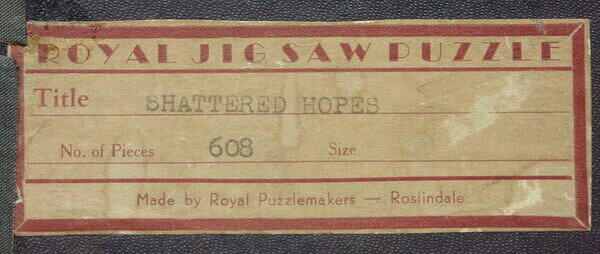 ROYAL JIG SAW PUZZLE
Title SHATTERED HOPES
No. of Pieces 608 Size
Made by Royal Puzzlemakers — Roslindale